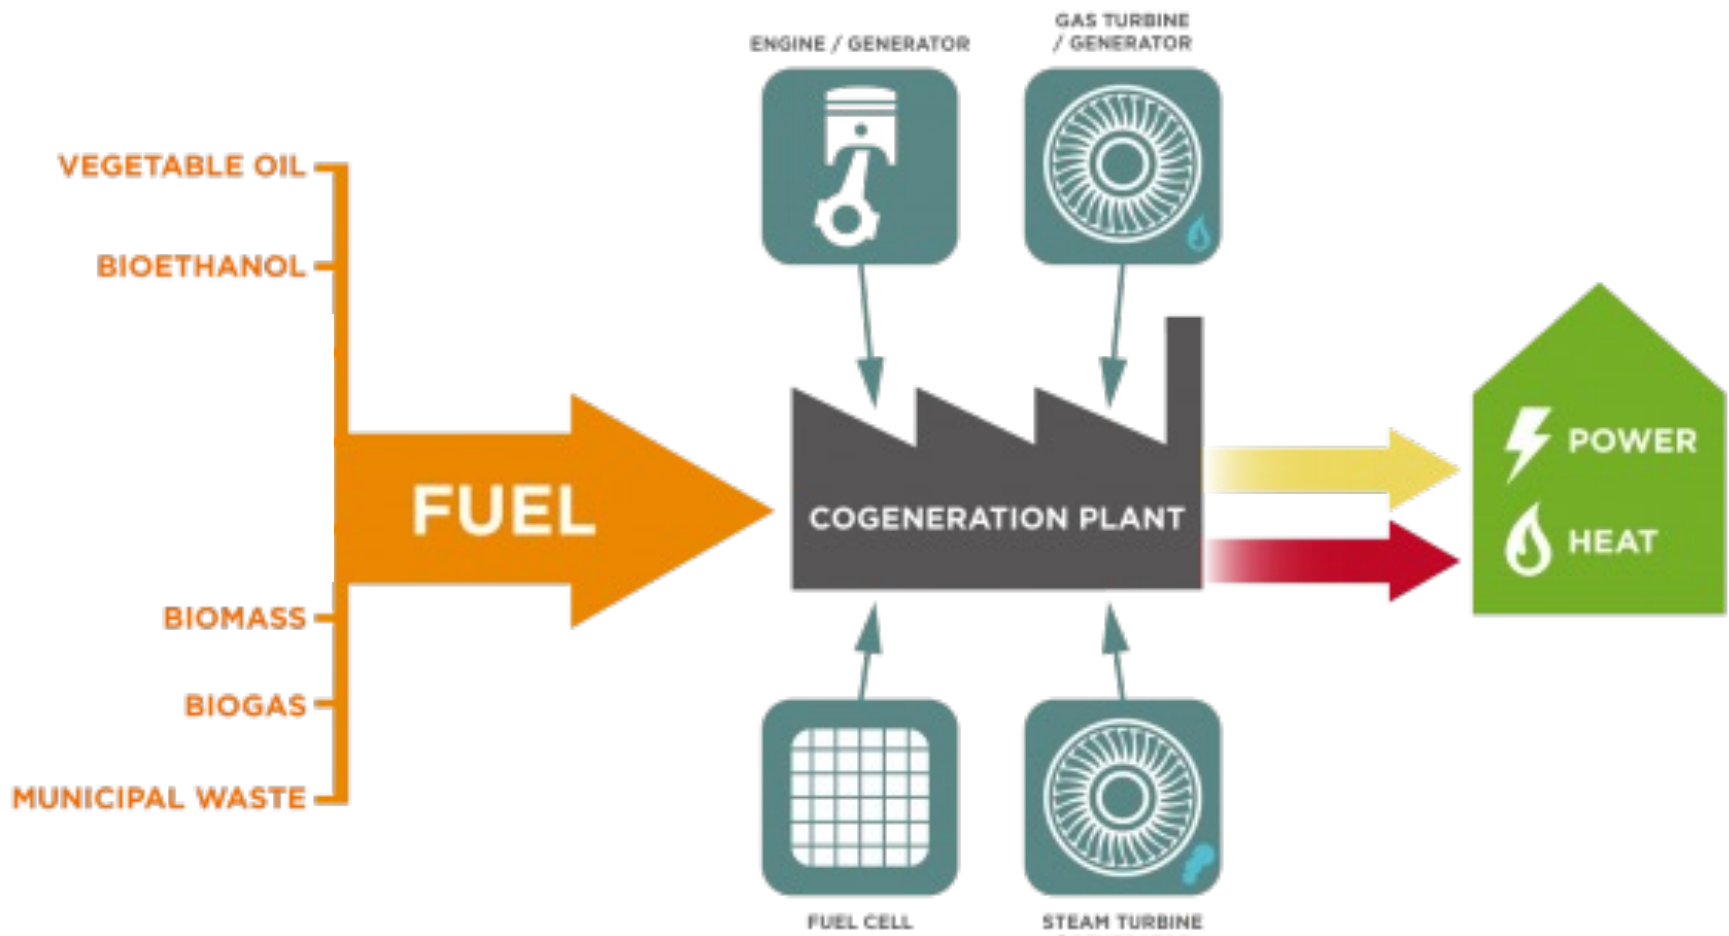 ENGINE / GENERATOR
GAS TURBINE
/ GENERATOR
VEGETABLE OIL
BIOETHANOL
FUEL
BIOMASS
BIOGAS
MUNICIPAL WASTE
COGENERATION PLANT
POWER
HEAT
FUEL CELL
STEAM TURBINE